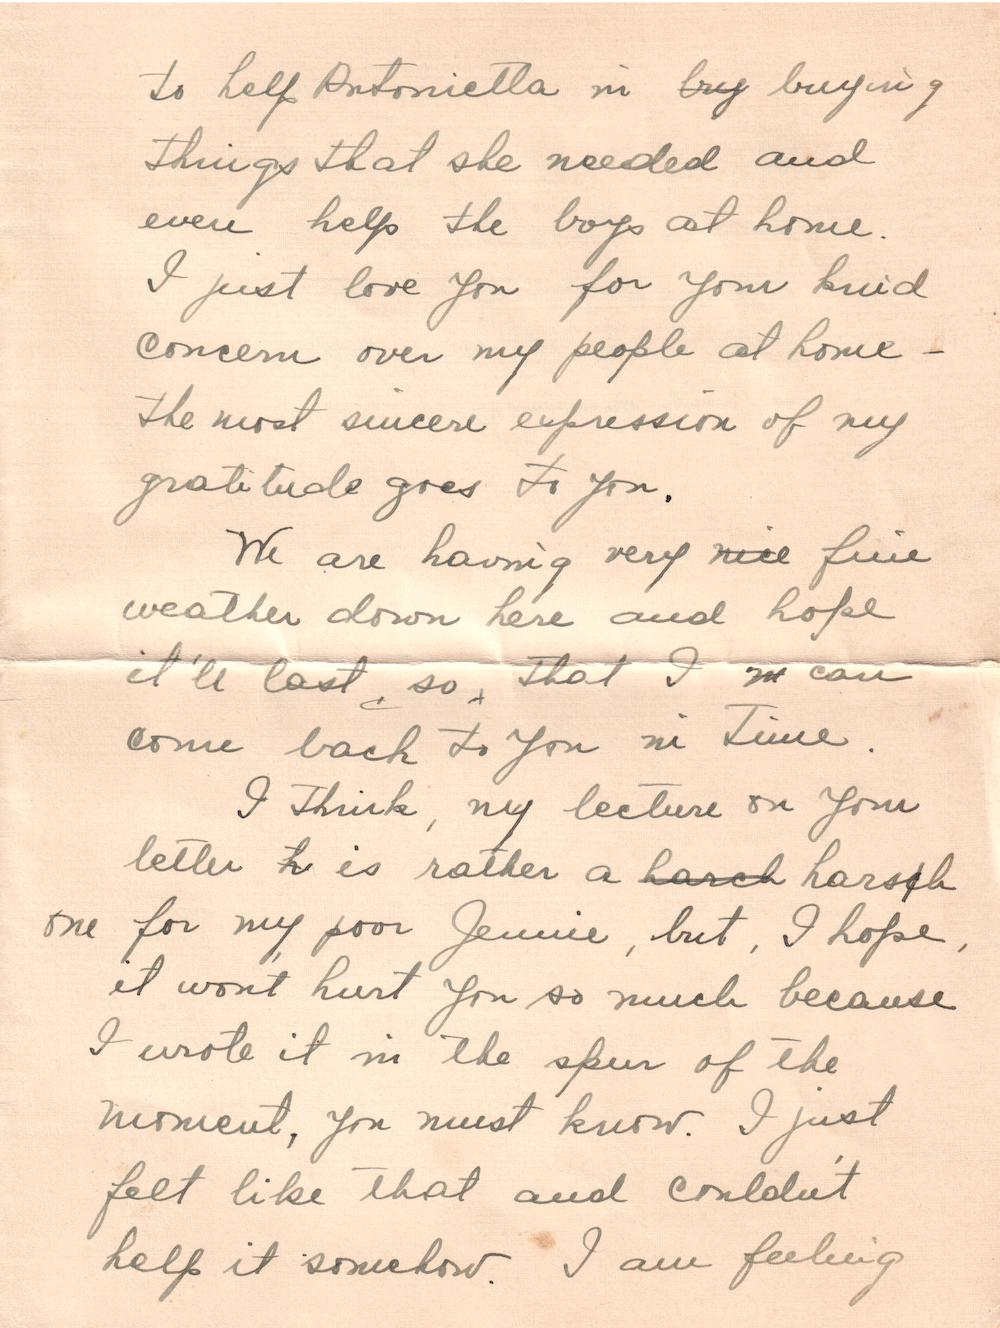 to help Antonietta in buy buying
things that she needed and
even help the boys at home.
I just love you for your kind
concern over my people at home -
the most sincere expression of my
gratitude goes to you.
We are having very nice fine
weather down here and hope
it'll last, so, that I can
come back to you in time.
I think, my lecture on your
letter is rather a harch harsh
one for my poor Jennie, but, I hope,
it won't hurt you so much because
I wrote it in the spur of the
moment, you must know. I just
felt like that and couldn't
help it somehow. I am feeling